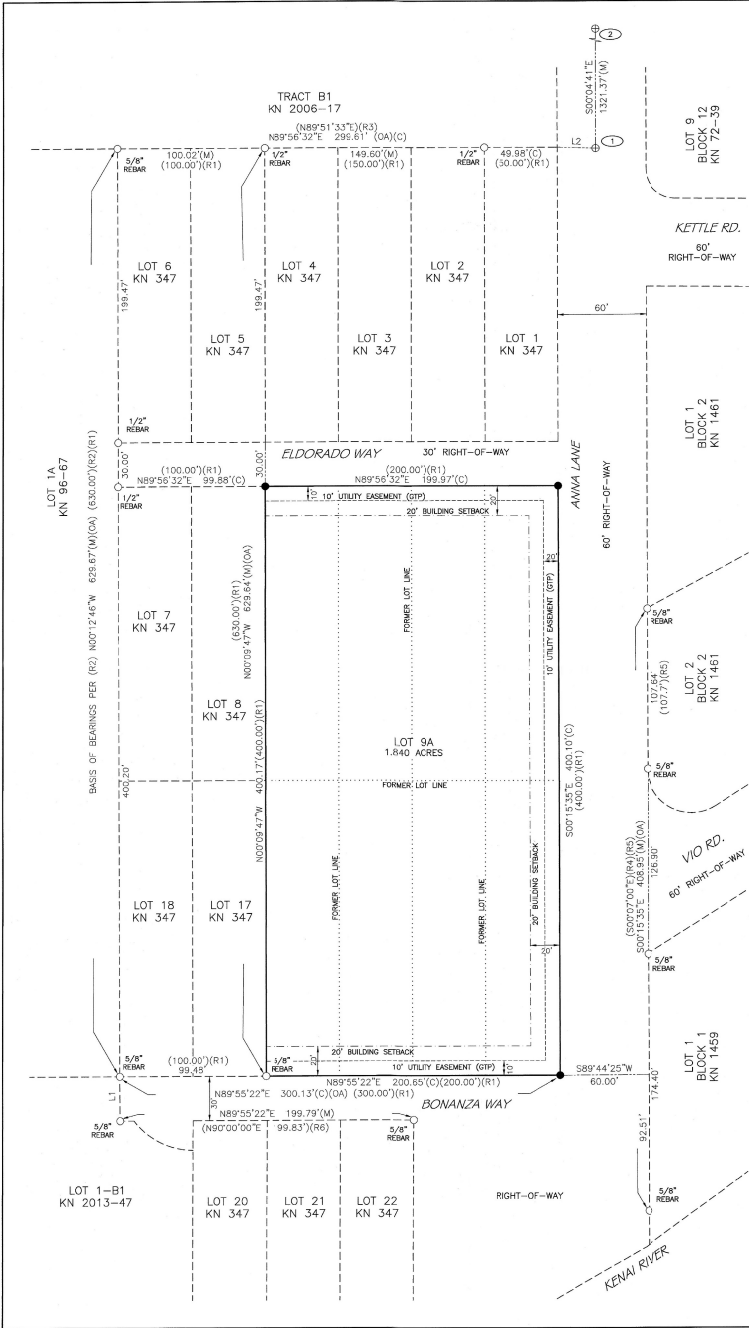 2
S00°04'41"E
1321.37'(M)
1
L2
LOT 9
BLOCK 12
KN 72-39
TRACT B1
KN 2006-17
(N89°51'33"E)(R3)
N89°56'32"E 299.61' (OA)(C)
100.02'(M)
(100.00')(R1)
149.60'(M)
(150.00')(R1)
49.98'(C)
(50.00')(R1)
5/8"
REBAR
1/2"
REBAR
1/2"
REBAR
KETTLE RD.
60'
RIGHT-OF-WAY
LOT 6
KN 347
LOT 4
KN 347
LOT 2
KN 347
199.47'
199.47'
60'
LOT 5
KN 347
LOT 3
KN 347
LOT 1
KN 347
LOT 1
BLOCK 2
KN 1461
1/2"
REBAR
30.00'
30.00'
ELDORADO WAY
30' RIGHT-OF-WAY
LOT 1A
KN 96-67
(100.00')(R1)
N89°56'32"E 99.88'(C)
(200.00')(R1)
N89°56'32"E 199.97'(C)
1/2"
REBAR
ANNA LANE
60' RIGHT-OF-WAY
10'
10' UTILITY EASEMENT (GTP)
20'
20' BUILDING SETBACK
20'
10' UTILITY EASEMENT (GTP)
BASIS OF BEARINGS PER (R2) N00°12'46"W 629.67'(M)(OA) (630.00')(R2)(R1)
LOT 7
KN 347
(630.00')(R1)
N00°09'47"W 629.64'(M)(OA)
FORMER LOT LINE
5/8"
REBAR
107.64'
(107.7')(R5)
LOT 2
BLOCK 2
KN 1461
LOT 8
KN 347
LOT 9A
1.840 ACRES
400.20'
N00°09'47"W 400.17'(400.00')(R1)
FORMER LOT LINE
S00°15'35"E 400.10'(C)
(400.00')(R1)
5/8"
REBAR
VIO RD.
60' RIGHT-OF-WAY
(S00°07'00"E)(R4)(R5)
S00°15'35"E 408.95'(M)(OA)
126.90'
LOT 18
KN 347
LOT 17
KN 347
FORMER LOT LINE
FORMER LOT LINE
20' BUILDING SETBACK
20'
5/8"
REBAR
LOT 1
BLOCK 1
KN 1459
5/8"
REBAR
(100.00')(R1)
99.48'
5/8"
REBAR
20'
20' BUILDING SETBACK
10' UTILITY EASEMENT (GTP)
10'
N89°55'22"E 200.65'(C)(200.00')(R1)
S89°44'25"W
60.00'
174.40'
L1
30'
N89°55'22"E 300.13'(C)(OA) (300.00')(R1)
BONANZA WAY
N89°55'22"E 199.79'(M)
(N90°00'00"E 99.83')(R6)
5/8"
REBAR
5/8"
REBAR
92.51'
LOT 1-B1
KN 2013-47
LOT 20
KN 347
LOT 21
KN 347
LOT 22
KN 347
RIGHT-OF-WAY
5/8"
REBAR
KENAI RIVER